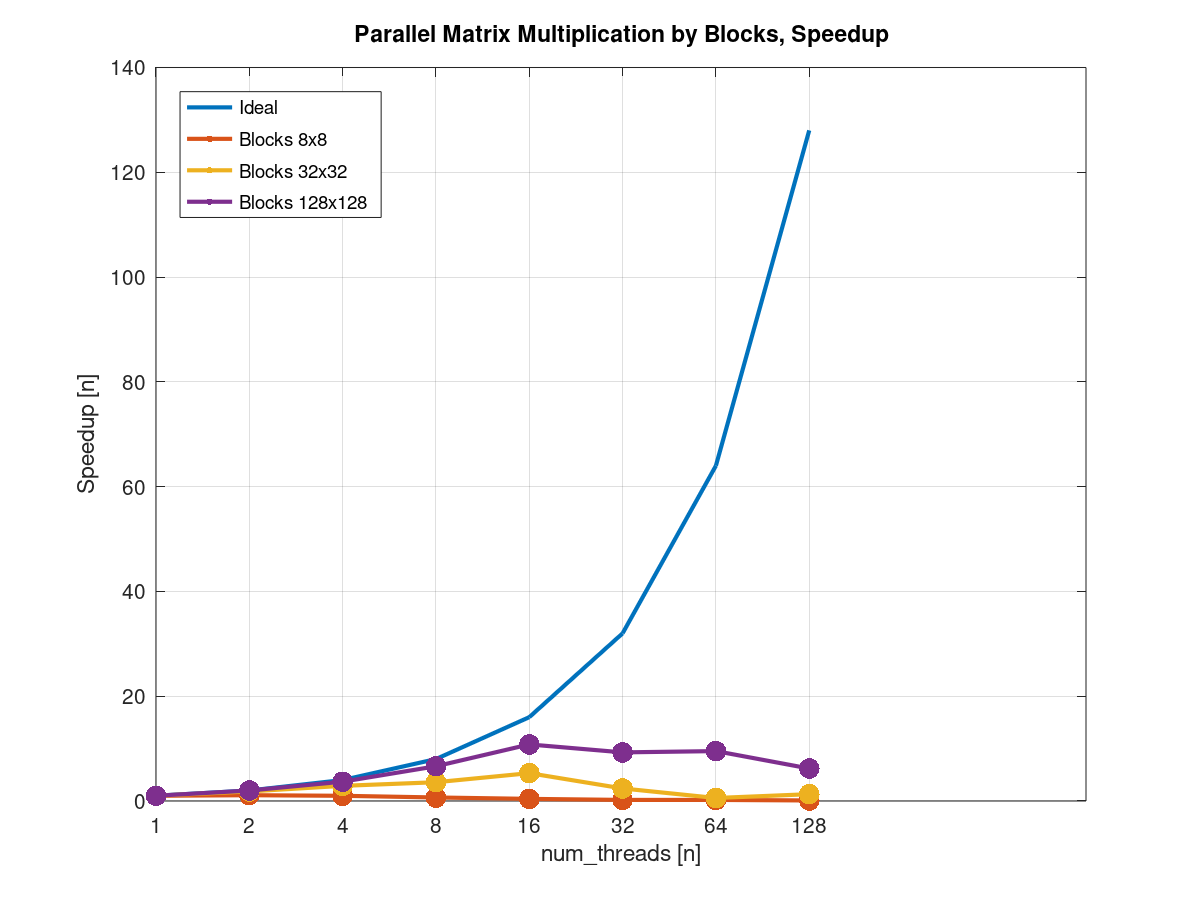 Parallel Matrix Multiplication by Blocks, Speedup
140
120
100
80
60
40
20
0
Speedup [n]
Ideal
Blocks 8x8
Blocks 32x32
Blocks 128x128
1 2 4 8 16 32 64 128
num_threads [n]